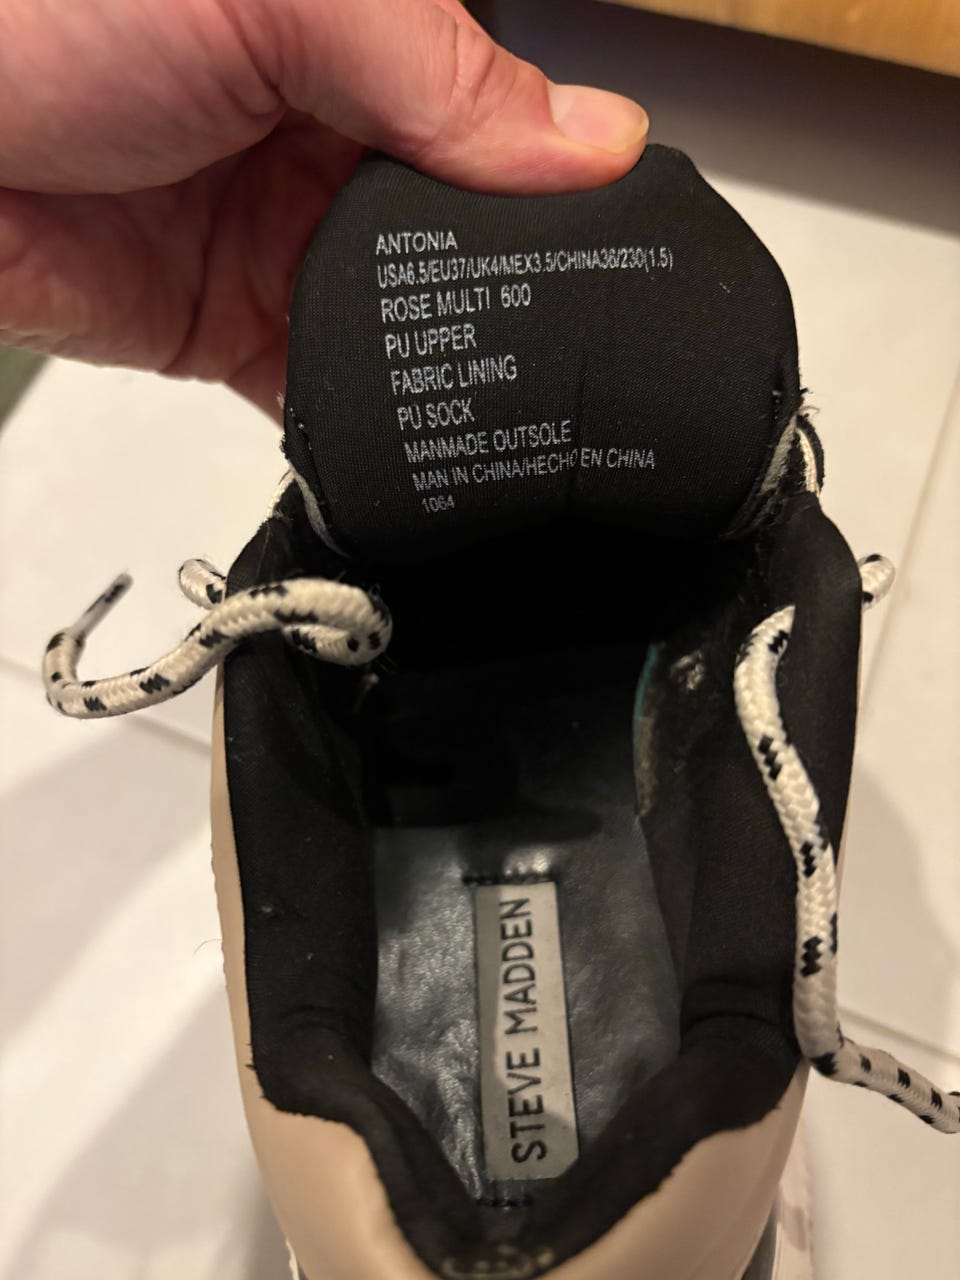 ANTONIA
USA6.5/EU37/UK4/MEX3.5/CHINA36/230(1.5)
ROSE MULTI 600
PU UPPER
FABRIC LINING
PU SOCK
MANMADE OUTSOLE
MAN IN CHINA/HECHO EN CHINA
1064
STEVE MADDEN